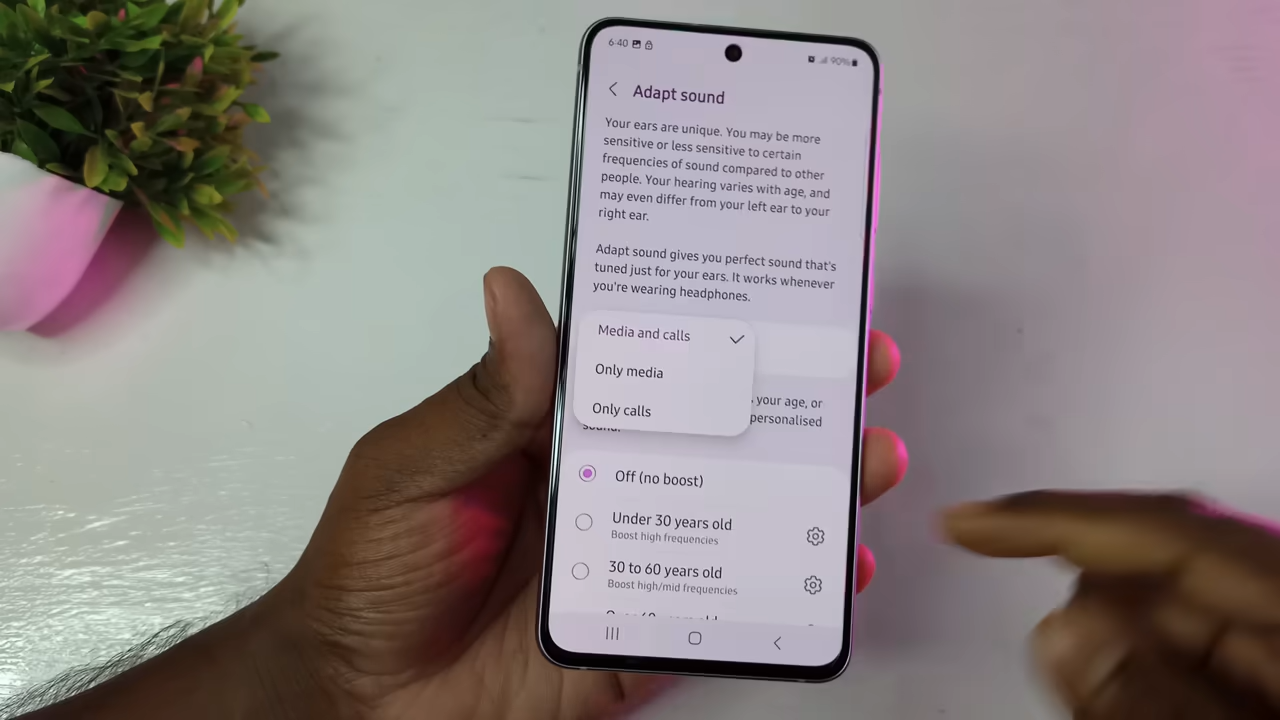 6:40
90%
Adapt sound
Your ears are unique. You may be more
sensitive or less sensitive to certain
frequencies of sound compared to other
people. Your hearing varies with age, and
may even differ from your left ear to your
right ear.
Adapt sound gives you perfect sound that's
tuned just for your ears. It works whenever
you're wearing headphones.
Media and calls
Only media
Only calls
your age, or
personalised
sound.
Off (no boost)
Under 30 years old
Boost high frequencies
30 to 60 years old
Boost high/mid frequencies